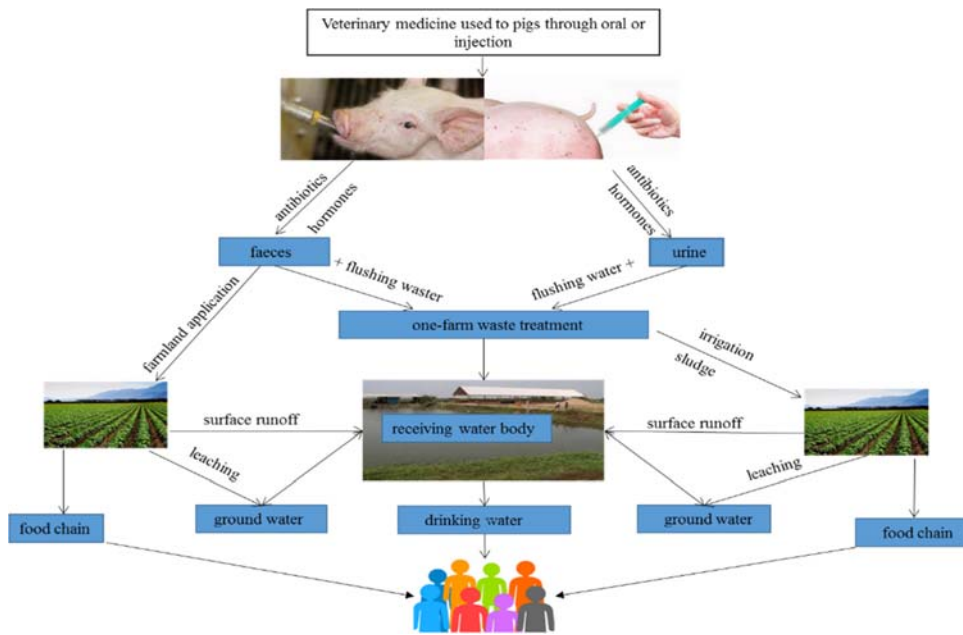 Veterinary medicine used to pigs through oral or
injection
antibiotics
hormones
antibiotics
hormones
faeces
urine
+ flushing waster
flushing water +
farmland application
one-farm waste treatment
irrigation
sludge
surface runoff
receiving water body
surface runoff
leaching
leaching
food chain
ground water
drinking water
ground water
food chain